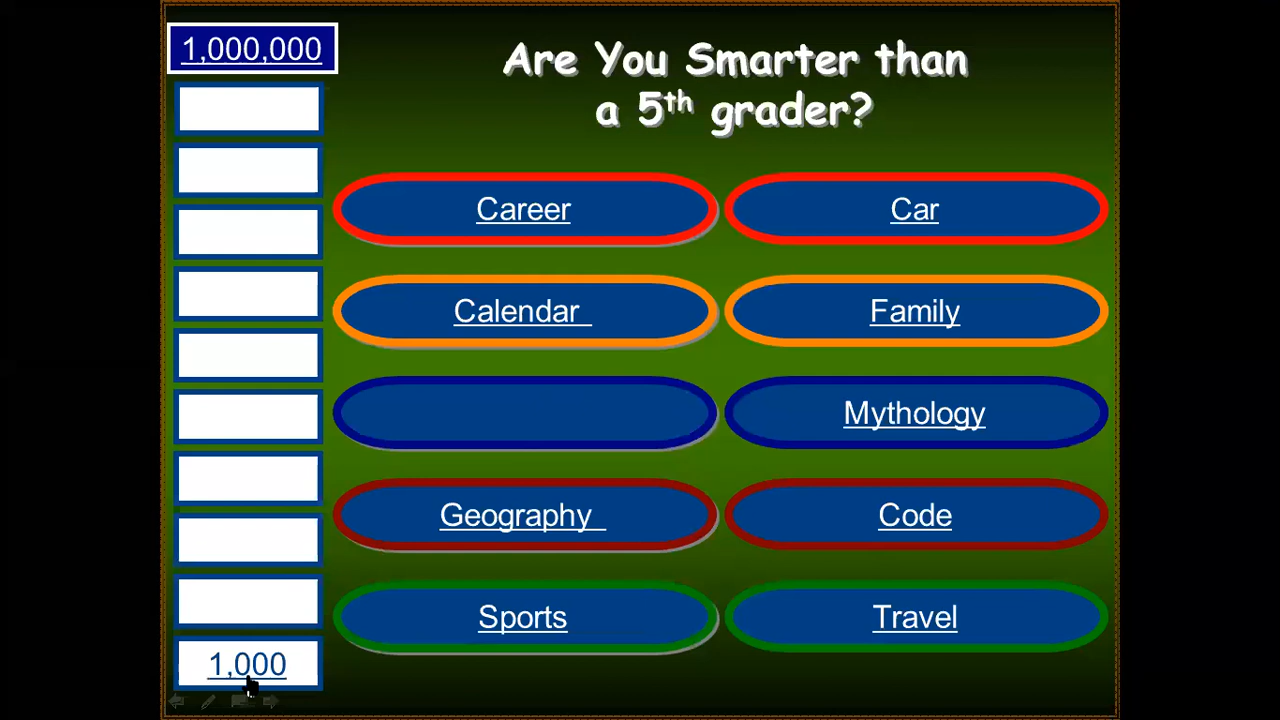 1,000,000
Are You Smarter than
a 5th grader?
Career
Car
Calendar
Family
Mythology
Geography
Code
Sports
Travel
1,000